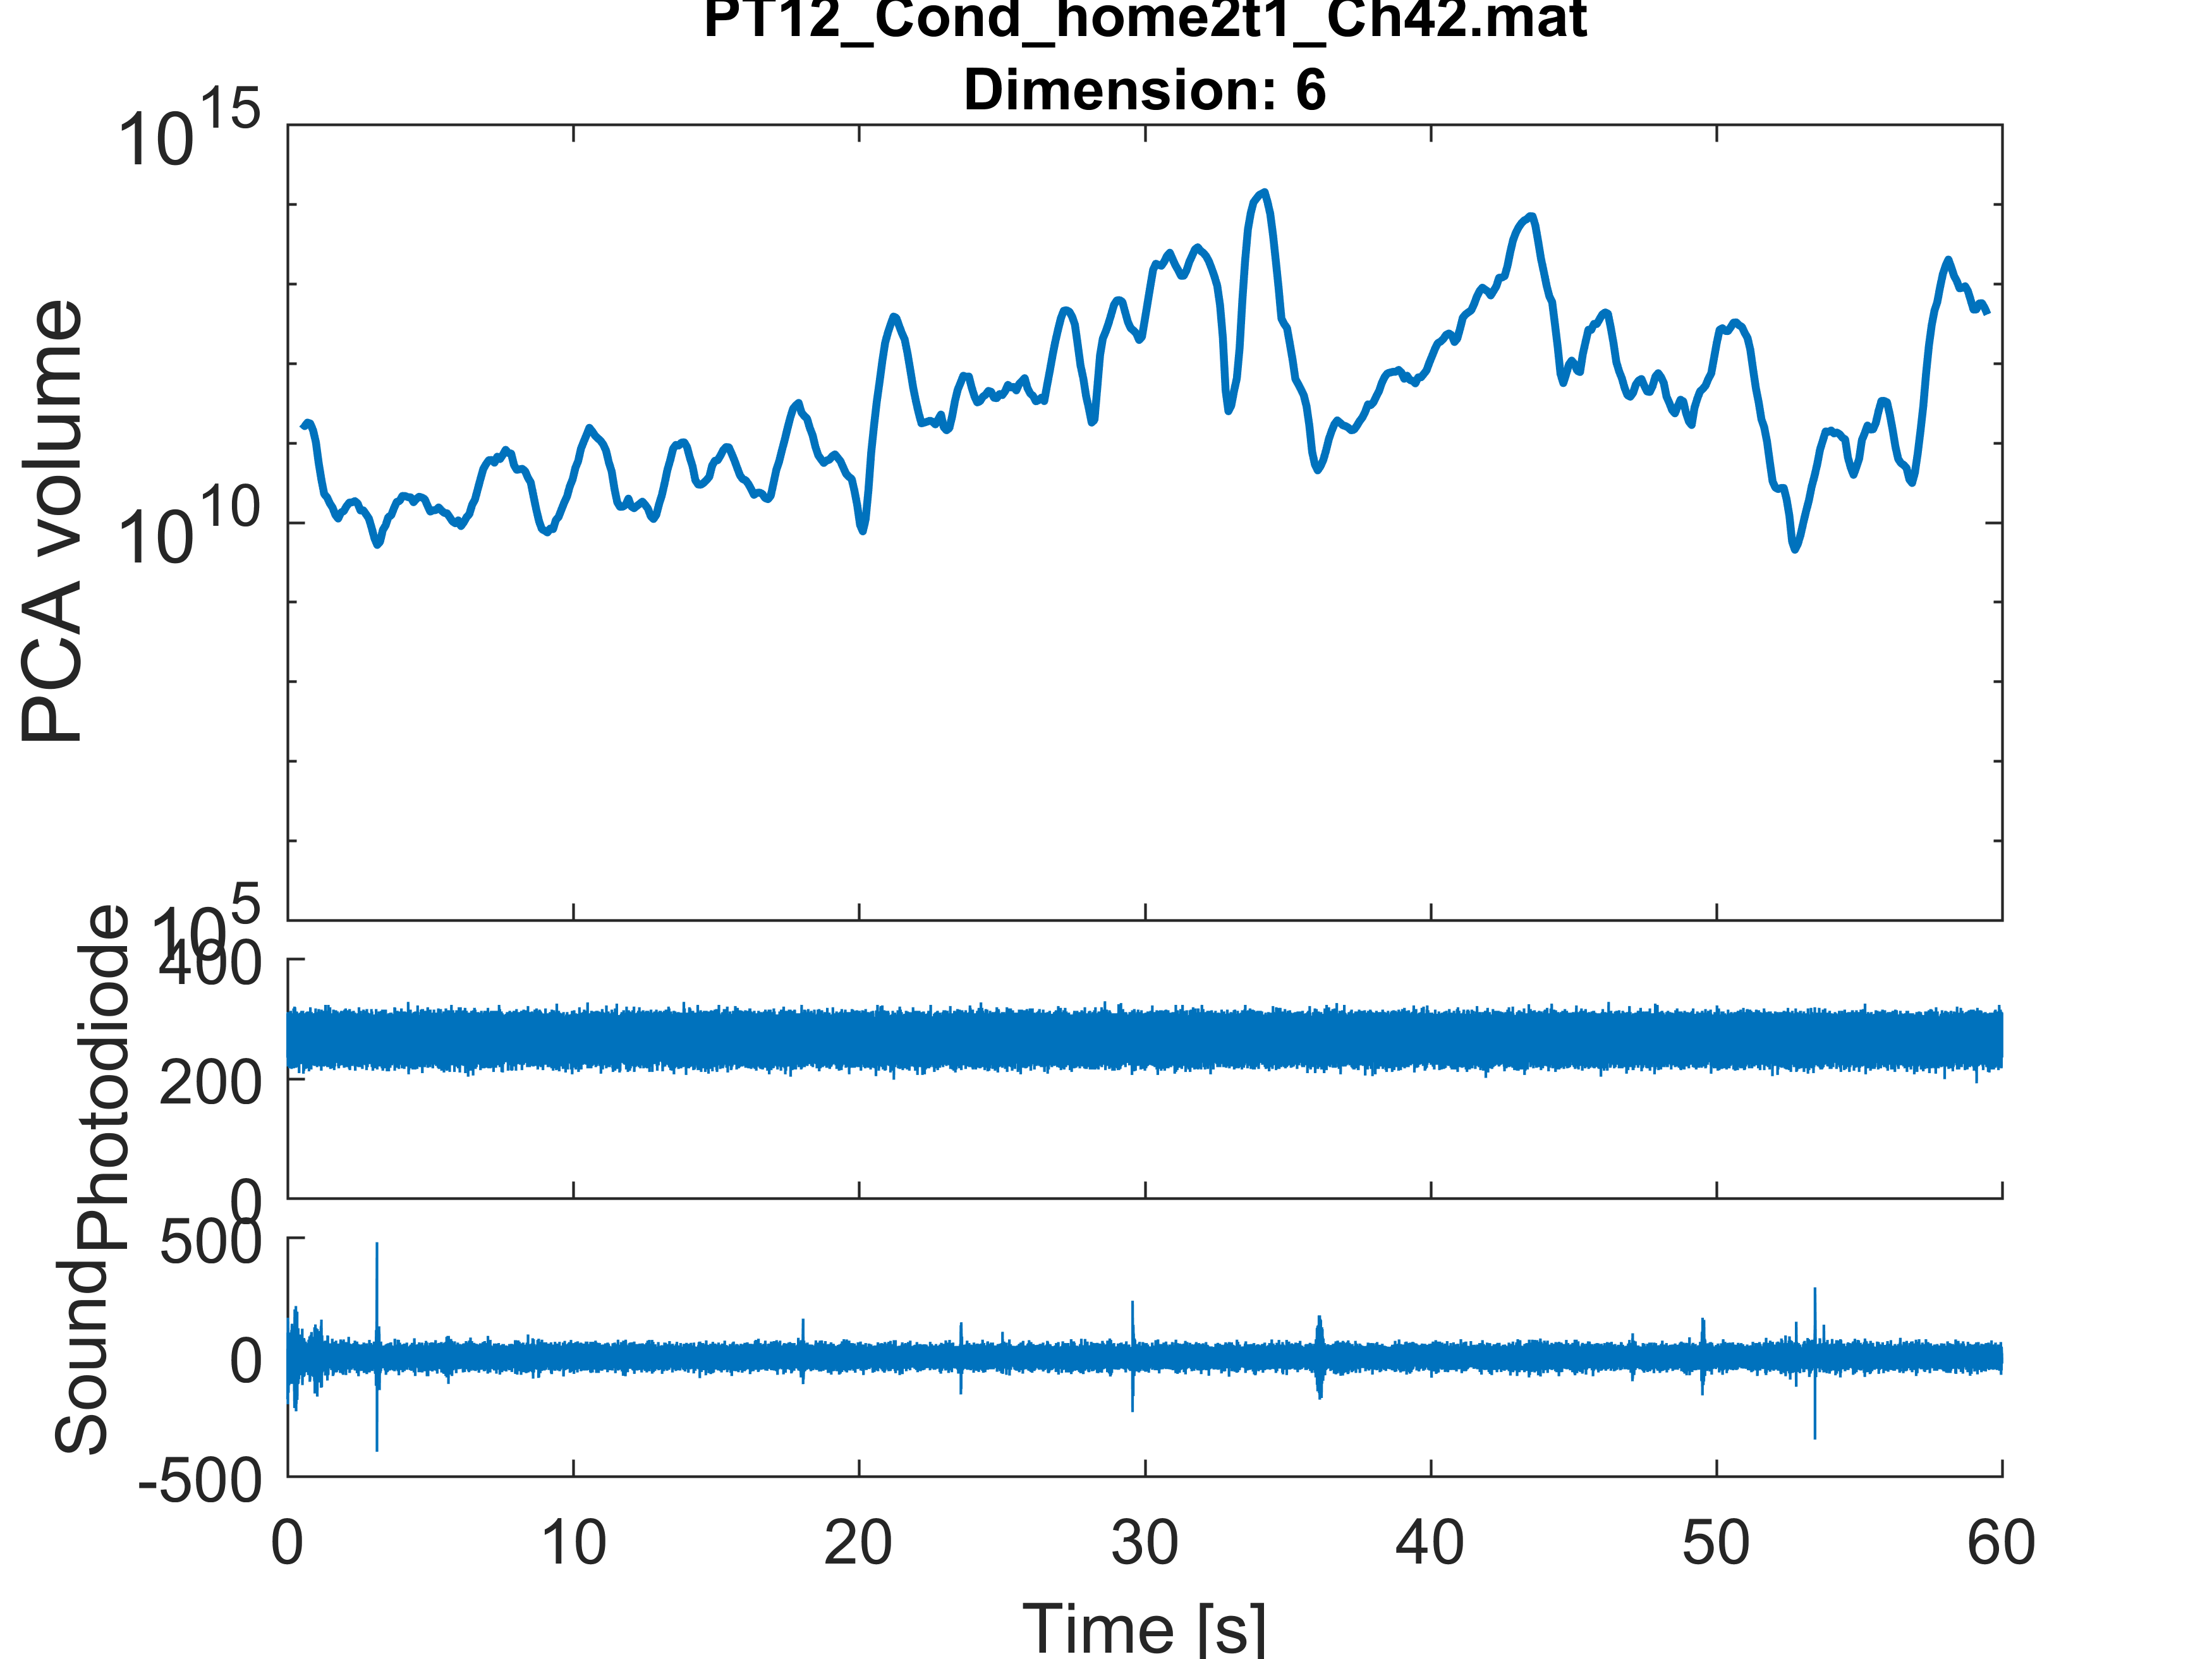 PT12_Cond_home2t1_Ch42.mat
Dimension: 6
10^15
10^10
10^5
PCA volume
400
200
0
Photodiode
500
0
-500
Sound
0 10 20 30 40 50 60
Time [s]